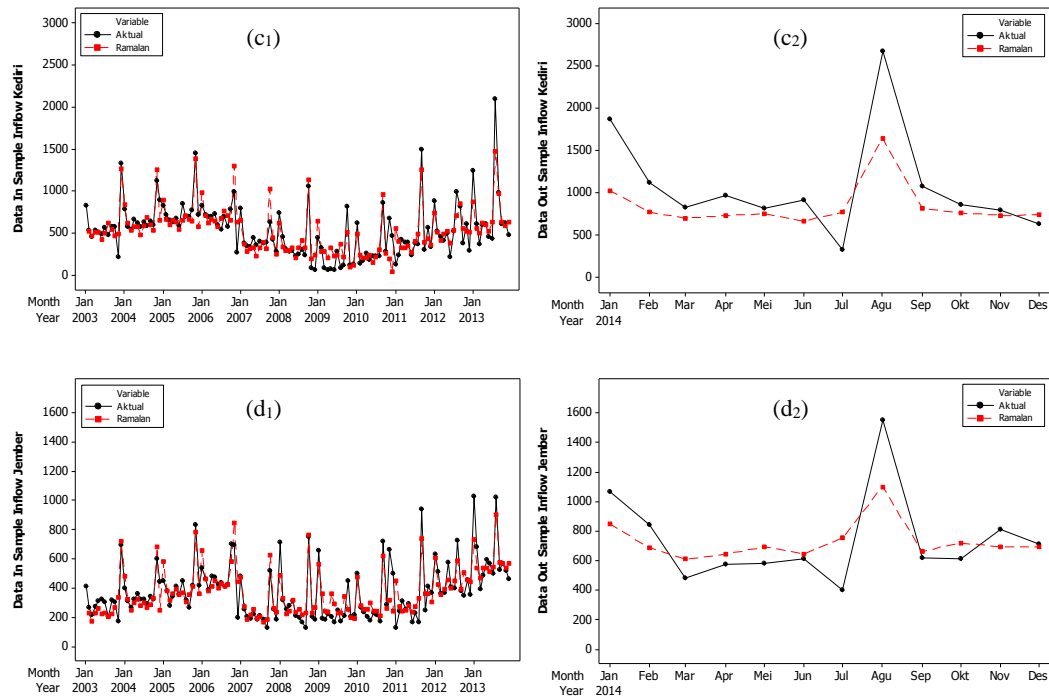 (c1)
Variable
Aktual
Ramalan
Data In Sample Inflow Kediri
3000
2500
2000
1500
1000
500
0
Month Jan Jan Jan Jan Jan Jan Jan Jan Jan Jan Jan
Year 2003 2004 2005 2006 2007 2008 2009 2010 2011 2012 2013
(c2)
Variable
Aktual
Ramalan
Data Out Sample Inflow Kediri
3000
2500
2000
1500
1000
500
0
Month Jan Feb Mar Apr Mei Jun Jul Agu Sep Okt Nov Des
Year 2014
(d1)
Variable
Aktual
Ramalan
Data In Sample Inflow Jember
1600
1400
1200
1000
800
600
400
200
0
Month Jan Jan Jan Jan Jan Jan Jan Jan Jan Jan Jan
Year 2003 2004 2005 2006 2007 2008 2009 2010 2011 2012 2013
(d2)
Variable
Aktual
Ramalan
Data Out Sample Inflow Jember
1600
1400
1200
1000
800
600
400
200
0
Month Jan Feb Mar Apr Mei Jun Jul Agu Sep Okt Nov Des
Year 2014